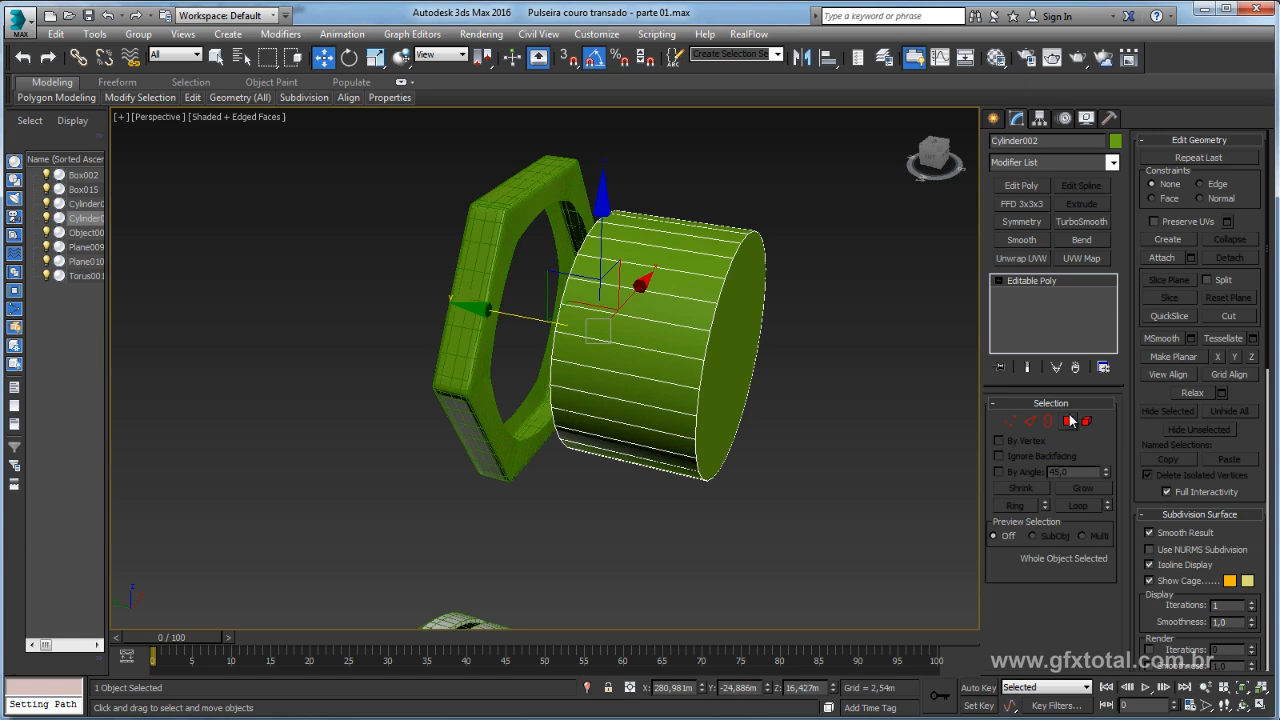 Autodesk 3ds Max 2016 Pulseira couro transado - parte 01.max
MAX
Workspace: Default
Type a keyword or phrase
Sign In
Edit Tools Group Views Create Modifiers Animation Graph Editors Rendering Civil View Customize Scripting Help RealFlow
All
View
Create Selection Se
Modeling Freeform Selection Object Paint Populate
Polygon Modeling Modify Selection Edit Geometry (All) Subdivision Align Properties
Select Display
Name (Sorted Ascer
Box002
Box015
Cylinder0
Cylinder0
Object00
Plane009
Plane010
Torus001
[+] [Perspective] [Shaded + Edged Faces]
Cylinder002
Modifier List
Edit Poly Edit Spline
FFD 3x3x3 Extrude
Symmetry TurboSmooth
Smooth Bend
Unwrap UVW UVW Map
Editable Poly
Selection
By Vertex
Ignore Backfacing
By Angle: 45,0
Shrink Grow
Ring Loop
Preview Selection
Off SubObj Multi
Whole Object Selected
Edit Geometry
Repeat Last
Constraints
None Edge
Face Normal
Preserve UVs
Create Collapse
Attach Detach
Slice Plane Split
Slice Reset Plane
QuickSlice Cut
MSmooth Tessellate
Make Planar X Y Z
View Align Grid Align
Relax
Hide Selected Unhide All
Hide Unselected
Named Selections:
Copy Paste
Delete Isolated Vertices
Full Interactivity
Subdivision Surface
Smooth Result
Use NURMS Subdivision
Isoline Display
Show Cage......
Display
Iterations: 1
Smoothness: 1,0
Render
Iterations: 0
www.gfxtotal.com.br
0 / 100
0 5 10 15 20 25 30 35 40 45 50 55 60 65 70 75 80 85 90 95 100
1 Object Selected
X: 280,981m Y: -24,886m Z: 16,427m Grid = 2,54m
Auto Key Selected
Setting Path
Click and drag to select and move objects
Add Time Tag
Set Key Key Filters... 0